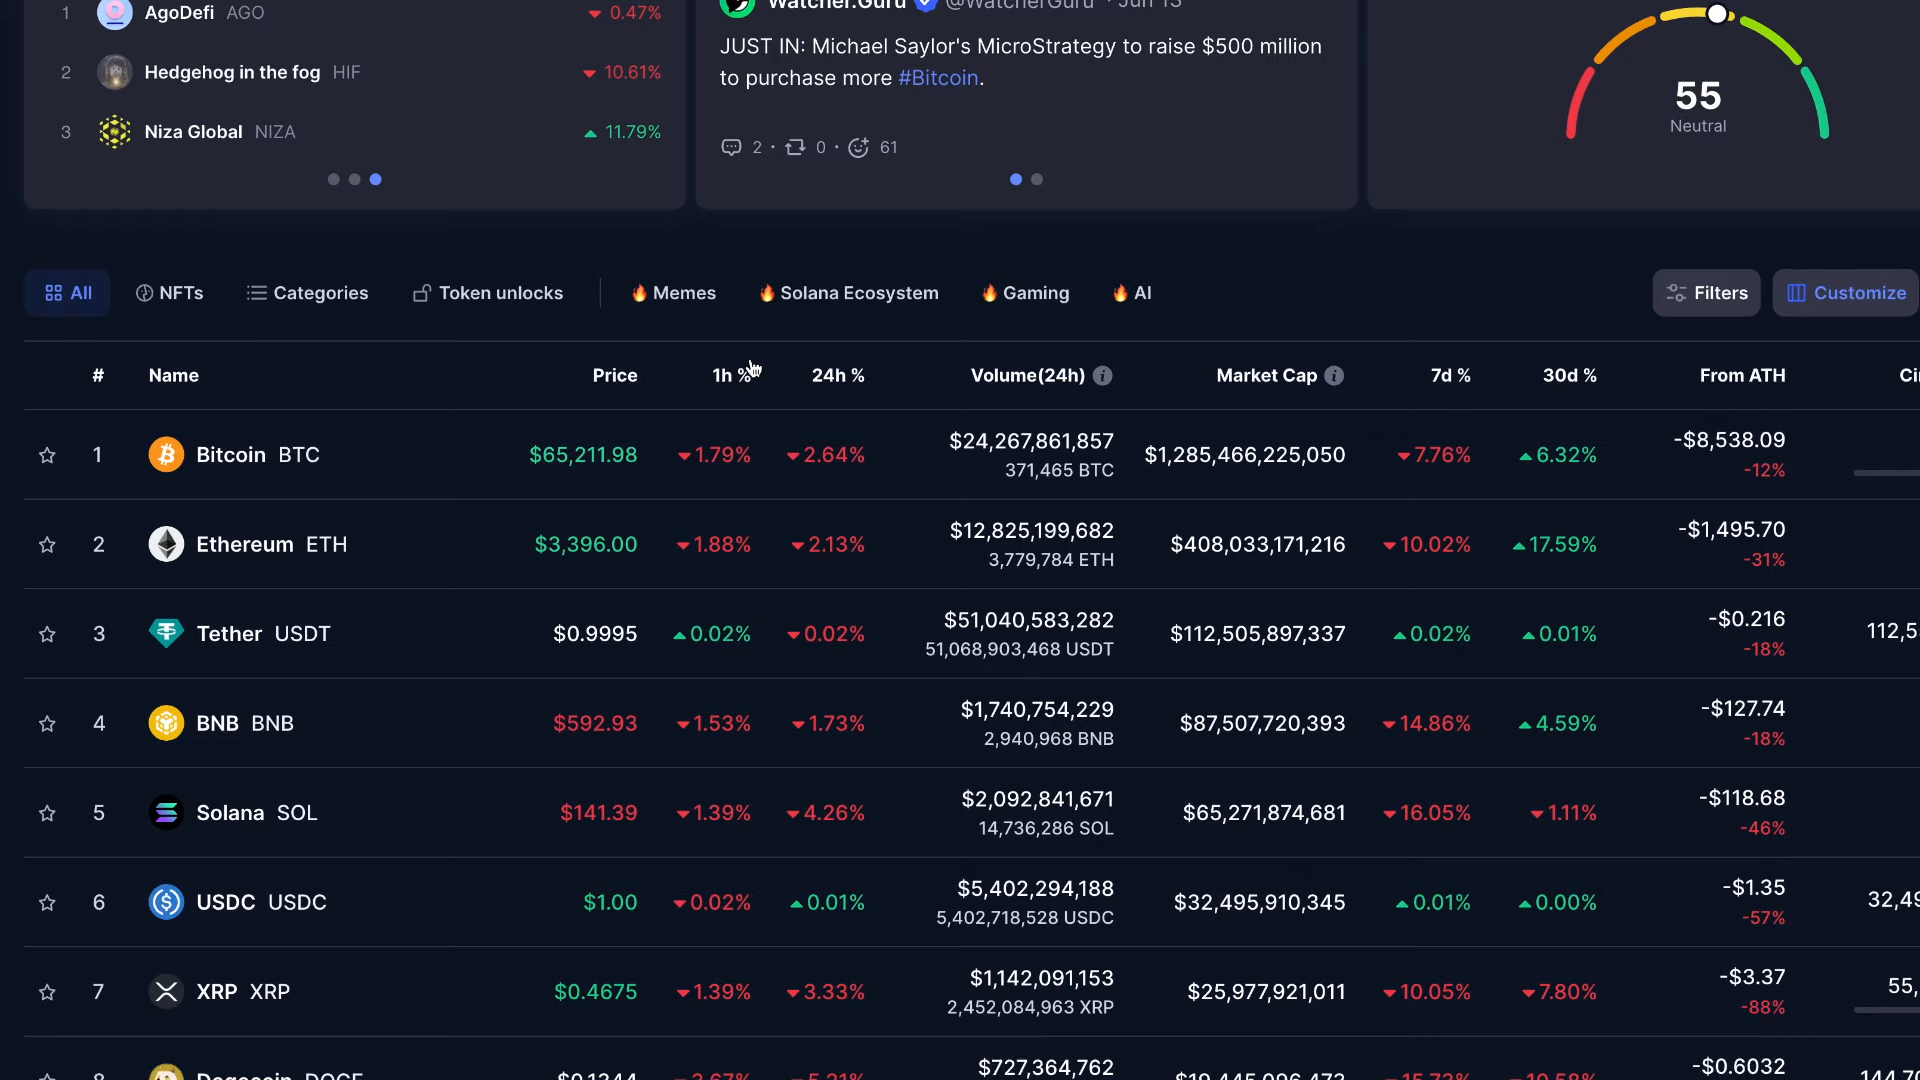 1 AgoDefi AGO 0.47%
2 Hedgehog in the fog HIF 10.61%
3 Niza Global NIZA 11.79%
Watcher.Guru @WatcherGuru · Jun 13
JUST IN: Michael Saylor's MicroStrategy to raise $500 million
to purchase more #Bitcoin.
2 · 0 · 61
55
Neutral
All NFTs Categories Token unlocks Memes Solana Ecosystem Gaming AI Filters Customize
# Name Price 1h % 24h % Volume(24h) Market Cap 7d % 30d % From ATH
1 Bitcoin BTC $65,211.98 1.79% 2.64% $24,267,861,857 $1,285,466,225,050 7.76% 6.32% -$8,538.09
371,465 BTC -12%
2 Ethereum ETH $3,396.00 1.88% 2.13% $12,825,199,682 $408,033,171,216 10.02% 17.59% -$1,495.70
3,779,784 ETH -31%
3 Tether USDT $0.9995 0.02% 0.02% $51,040,583,282 $112,505,897,337 0.02% 0.01% -$0.216 112,5
51,068,903,468 USDT -18%
4 BNB BNB $592.93 1.53% 1.73% $1,740,754,229 $87,507,720,393 14.86% 4.59% -$127.74
2,940,968 BNB -18%
5 Solana SOL $141.39 1.39% 4.26% $2,092,841,671 $65,271,874,681 16.05% 1.11% -$118.68
14,736,286 SOL -46%
6 USDC USDC $1.00 0.02% 0.01% $5,402,294,188 $32,495,910,345 0.01% 0.00% -$1.35 32,49
5,402,718,528 USDC -57%
7 XRP XRP $0.4675 1.39% 3.33% $1,142,091,153 $25,977,921,011 10.05% 7.80% -$3.37 55,
2,452,084,963 XRP -88%
Dogecoin DOGE $727,364,762 -$0.6032